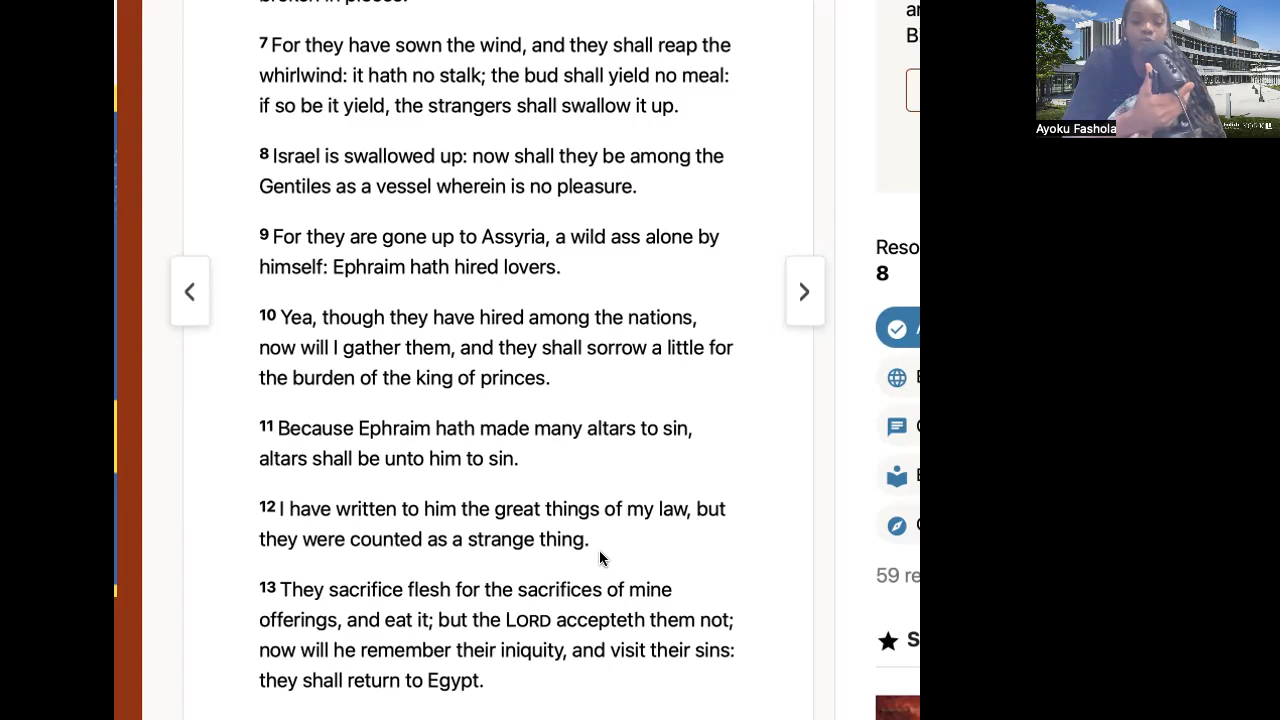 7 For they have sown the wind, and they shall reap the
whirlwind: it hath no stalk; the bud shall yield no meal:
if so be it yield, the strangers shall swallow it up.
8 Israel is swallowed up: now shall they be among the
Gentiles as a vessel wherein is no pleasure.
9 For they are gone up to Assyria, a wild ass alone by
himself: Ephraim hath hired lovers.
10 Yea, though they have hired among the nations,
now will I gather them, and they shall sorrow a little for
the burden of the king of princes.
11 Because Ephraim hath made many altars to sin,
altars shall be unto him to sin.
12 I have written to him the great things of my law, but
they were counted as a strange thing.
13 They sacrifice flesh for the sacrifices of mine
offerings, and eat it; but the LORD accepteth them not;
now will he remember their iniquity, and visit their sins:
they shall return to Egypt.
B
Reso
8
59 re
S
Ayoku Fashola